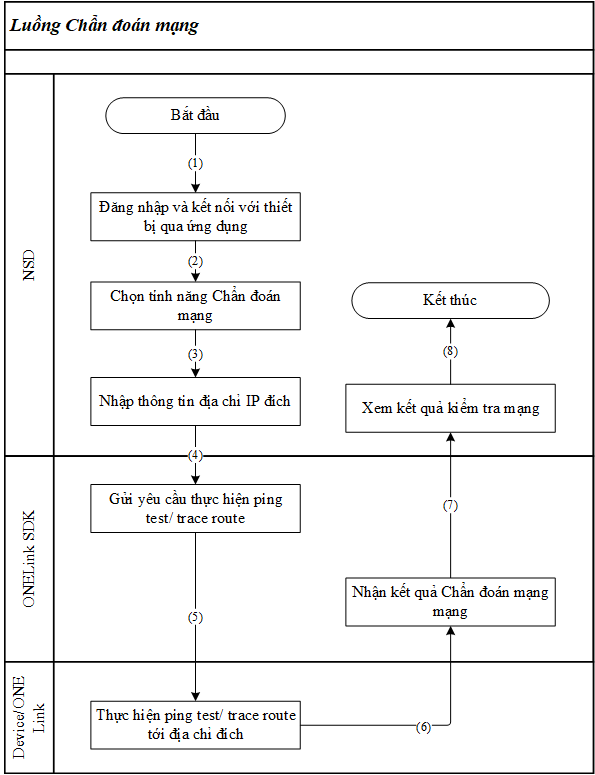 Luồng Chẩn đoán mạng
NSD
Bắt đầu
(1)
Đăng nhập và kết nối với thiết
bị qua ứng dụng
(2)
Chọn tính năng Chẩn đoán
mạng
(3)
Nhập thông tin địa chỉ IP đích
(4)
Kết thúc
(8)
Xem kết quả kiểm tra mạng
ONELink SDK
Gửi yêu cầu thực hiện ping
test/ trace route
(5)
(7)
Nhận kết quả Chẩn đoán mạng
mạng
Device/ONE
Link
Thực hiện ping test/ trace route
tới địa chỉ đích
(6)